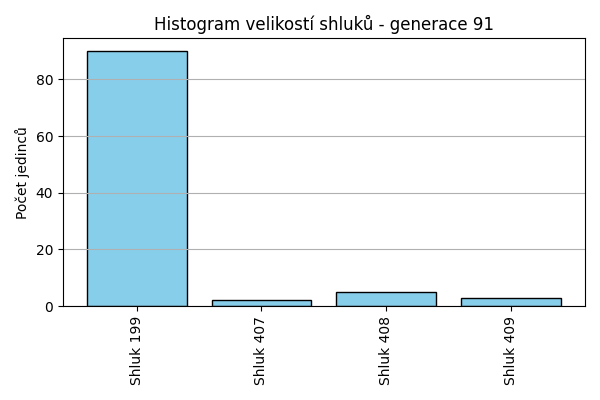 Histogram velikostí shluků - generace 91
Počet jedinců
80
60
40
20
0
Shluk 199
Shluk 407
Shluk 408
Shluk 409